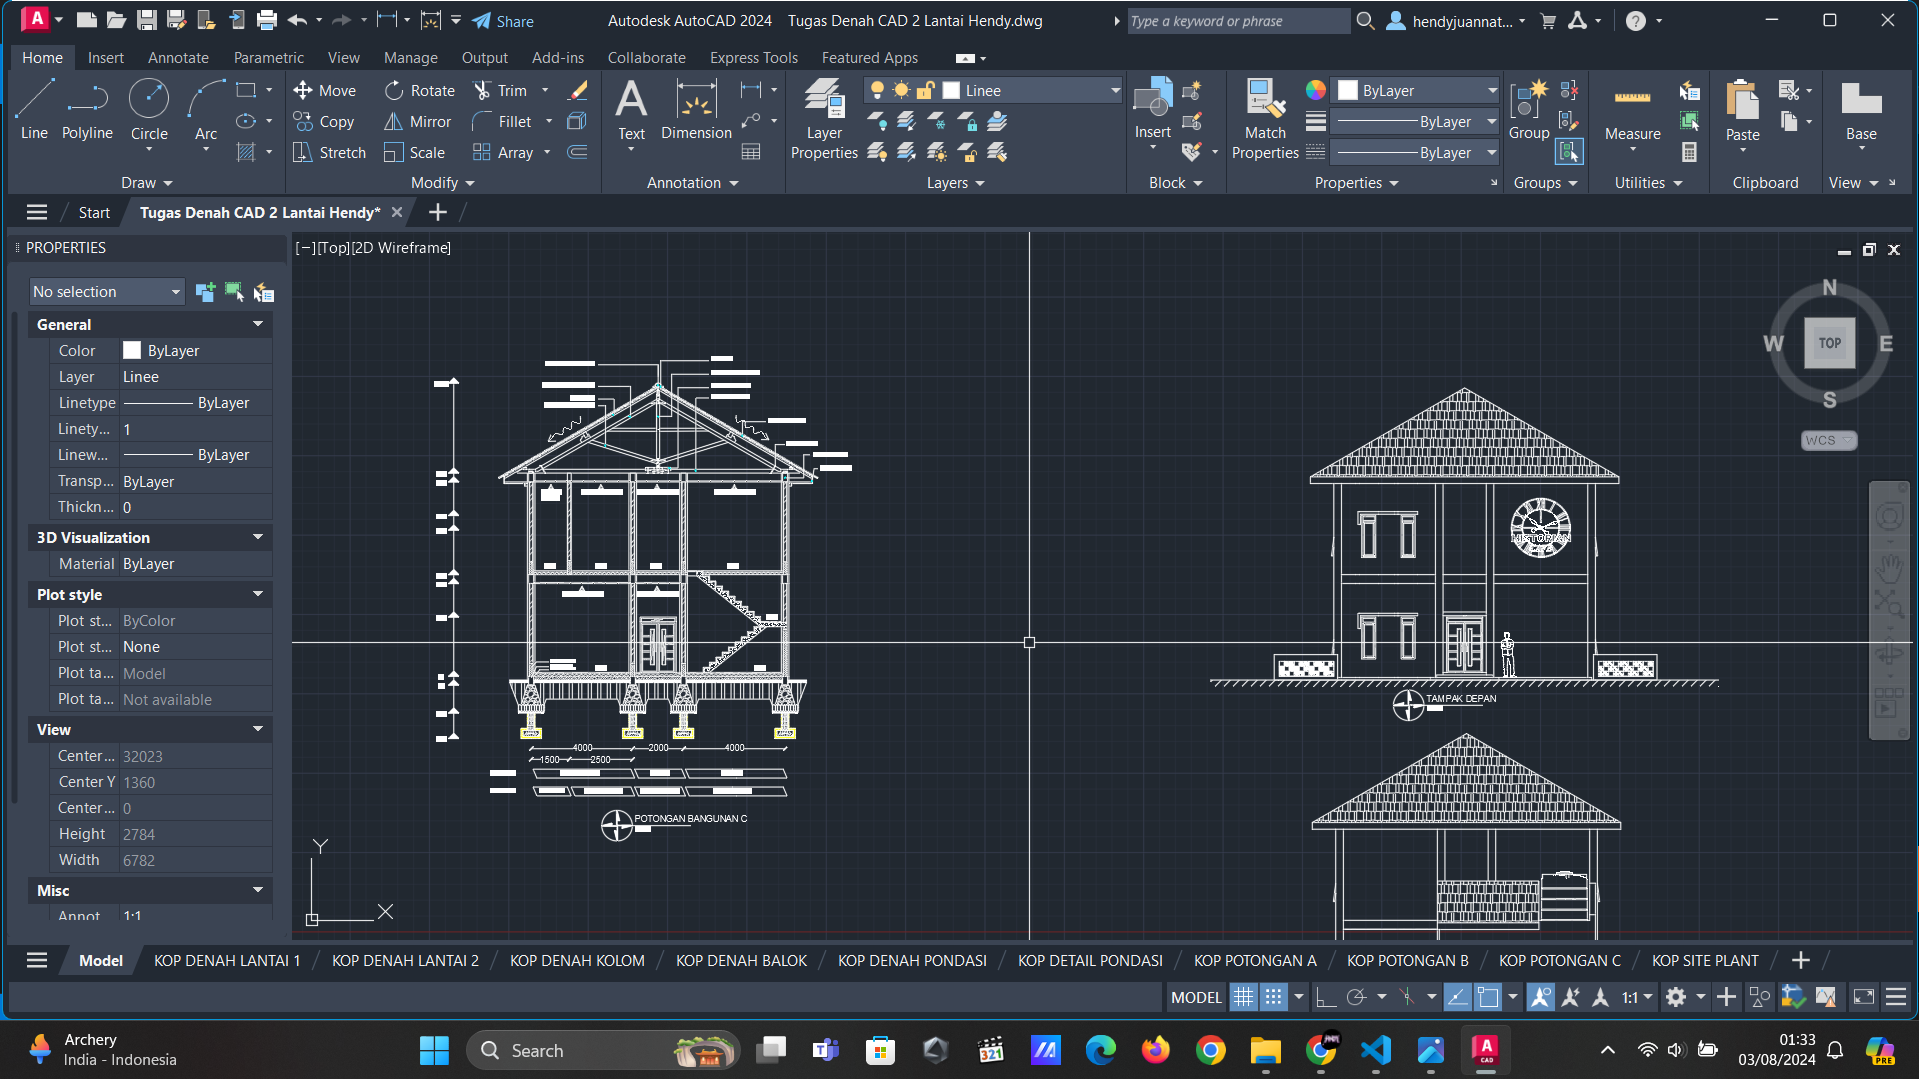 Share
Autodesk AutoCAD 2024 Tugas Denah CAD 2 Lantai Hendy.dwg
Type a keyword or phrase
hendyjuannat...
Home Insert Annotate Parametric View Manage Output Add-ins Collaborate Express Tools Featured Apps
Line Polyline Circle Arc
Move Rotate Trim
Copy Mirror Fillet
Stretch Scale Array
Text Dimension
Layer Properties
Linee
Insert
Match Properties
ByLayer
ByLayer
ByLayer
Group
Measure
Paste
Base
Draw Modify Annotation Layers Block Properties Groups Utilities Clipboard View
Start Tugas Denah CAD 2 Lantai Hendy*
PROPERTIES
[−][Top][2D Wireframe]
No selection
General
Color ByLayer
Layer Linee
Linetype ByLayer
Linety... 1
Linew... ByLayer
Transp... ByLayer
Thickn... 0
3D Visualization
Material ByLayer
Plot style
Plot st... ByColor
Plot st... None
Plot ta... Model
Plot ta... Not available
View
Center ... 32023
Center Y 1360
Center ... 0
Height 2784
Width 6782
Misc
Annot 1:1
N
W TOP E
S
WCS
HISTORIAN
TAMPAK DEPAN
4000 2000 4000
1500 2500
POTONGAN BANGUNAN C
Y
X
Model KOP DENAH LANTAI 1 KOP DENAH LANTAI 2 KOP DENAH KOLOM KOP DENAH BALOK KOP DENAH PONDASI KOP DETAIL PONDASI KOP POTONGAN A KOP POTONGAN B KOP POTONGAN C KOP SITE PLANT
MODEL 1:1
Archery
India - Indonesia
Search
321
A
CAD
01:33
03/08/2024
PRE